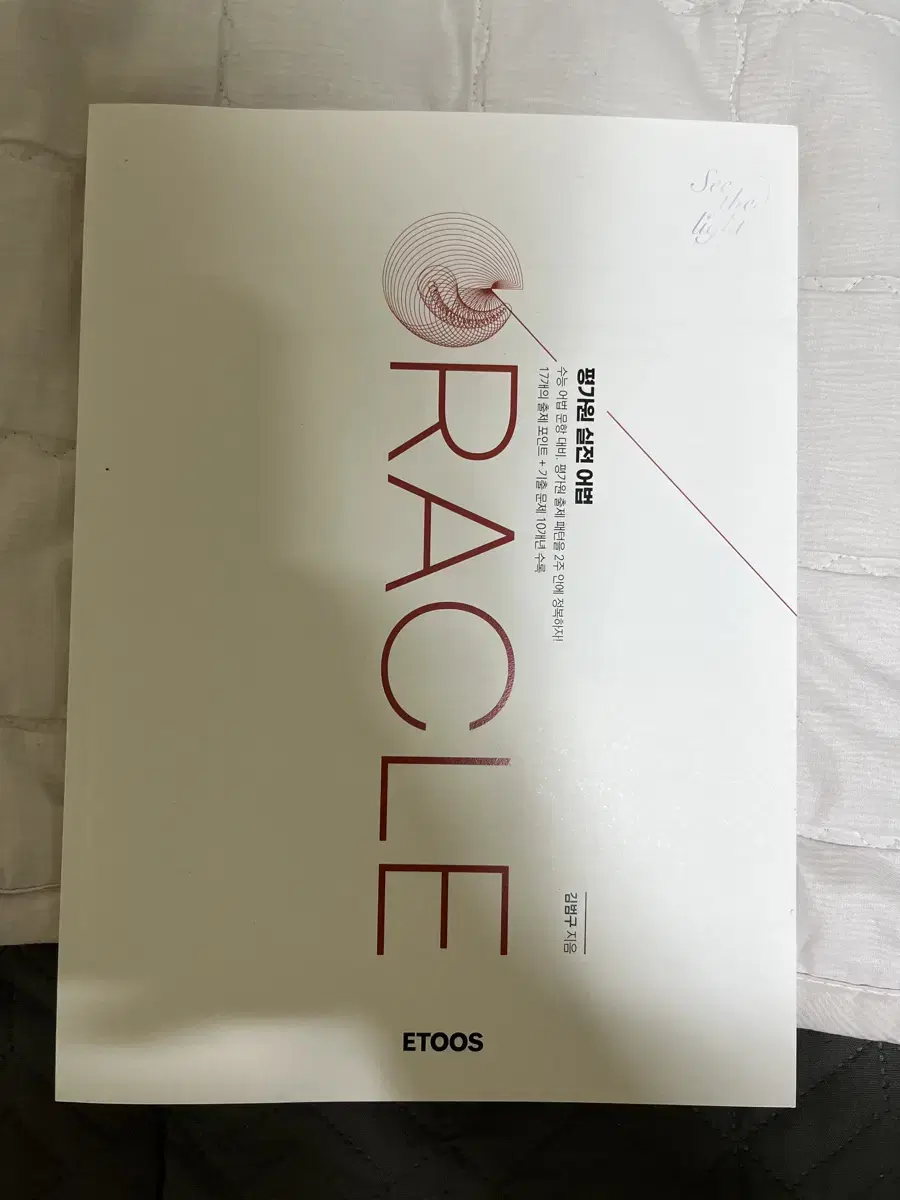 See
the
light
ORACLE
평가원 실전 어법
수능 어법 문항 대비. 평가원 출제 패턴을 2주 안에 정복하자!
17개의 출제 포인트 + 기출 문제 10개년 수록
김범구 지음
ETOOS